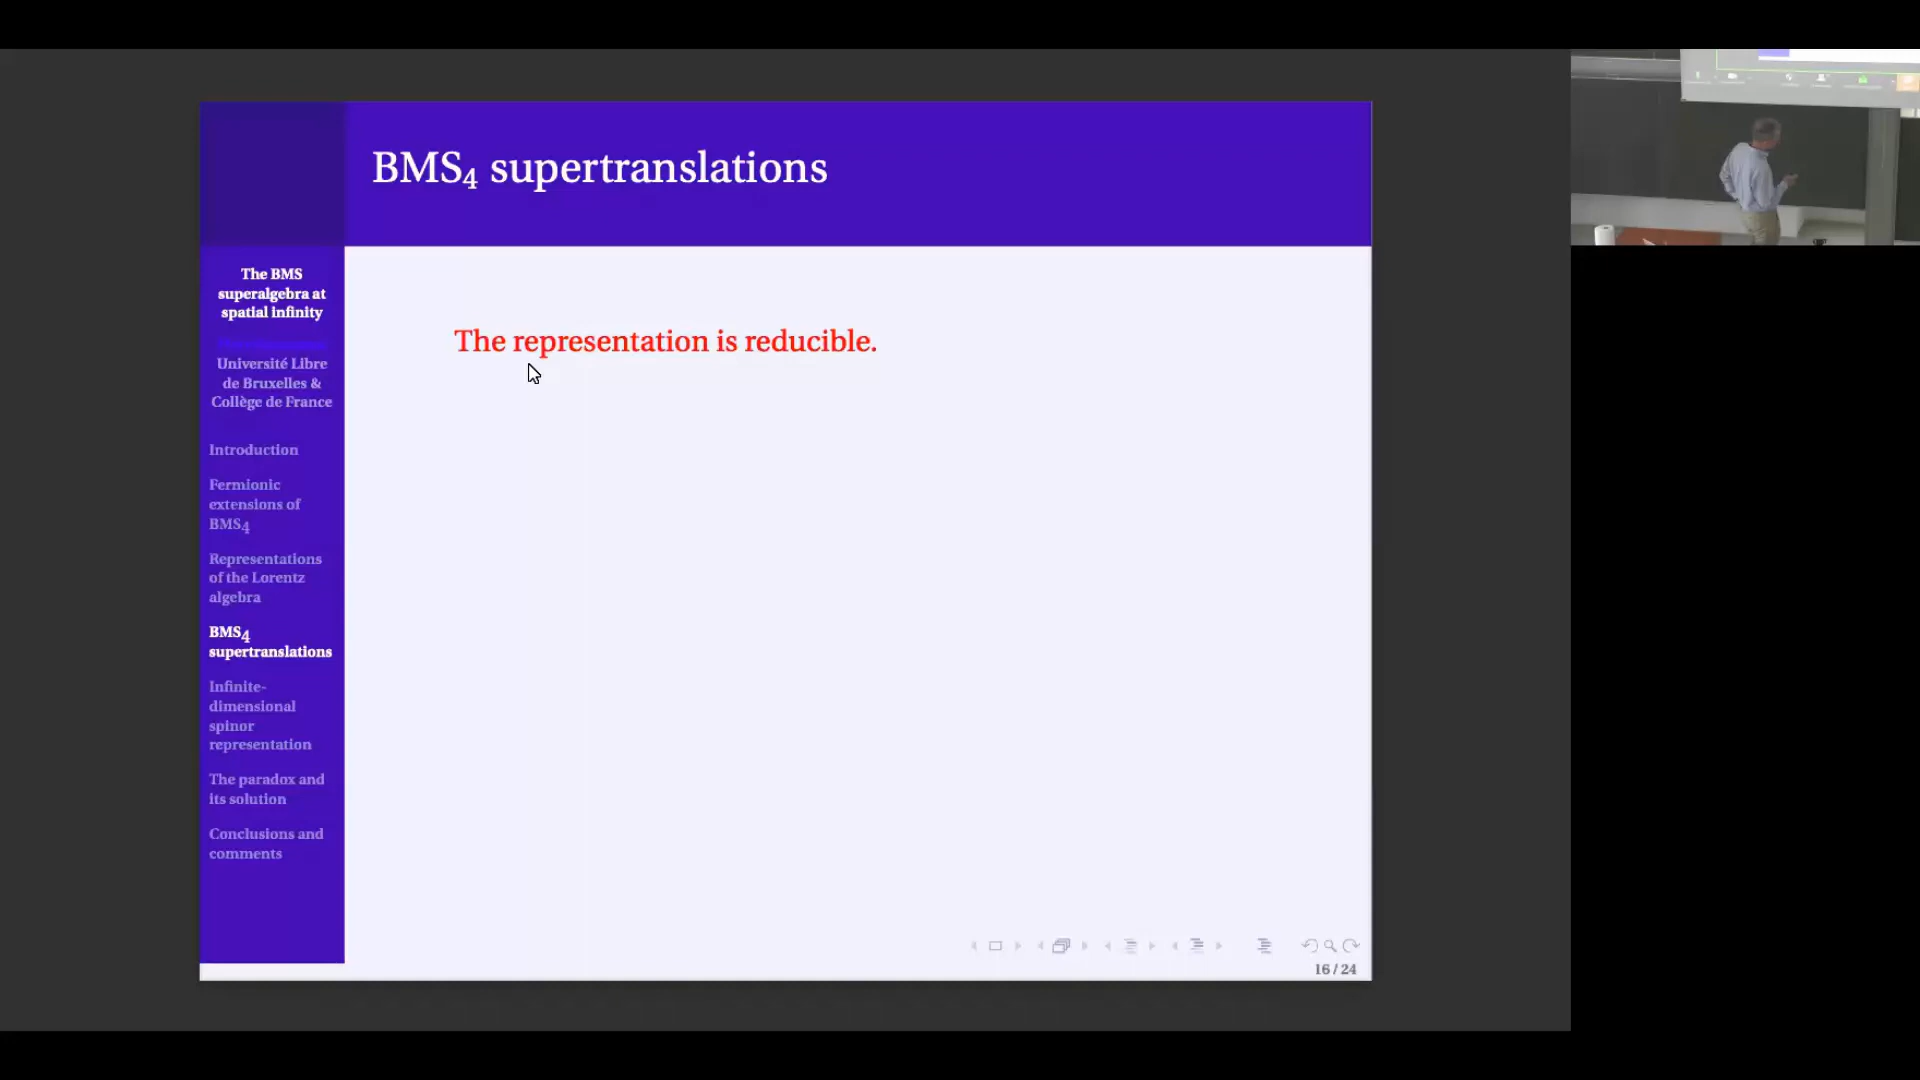 BMS₄ supertranslations
The BMS
superalgebra at
spatial infinity
Université Libre
de Bruxelles &
Collège de France
Introduction
Fermionic
extensions of
BMS₄
Representations
of the Lorentz
algebra
BMS₄
supertranslations
Infinite-
dimensional
spinor
representation
The paradox and
its solution
Conclusions and
comments
The representation is reducible.
16 / 24